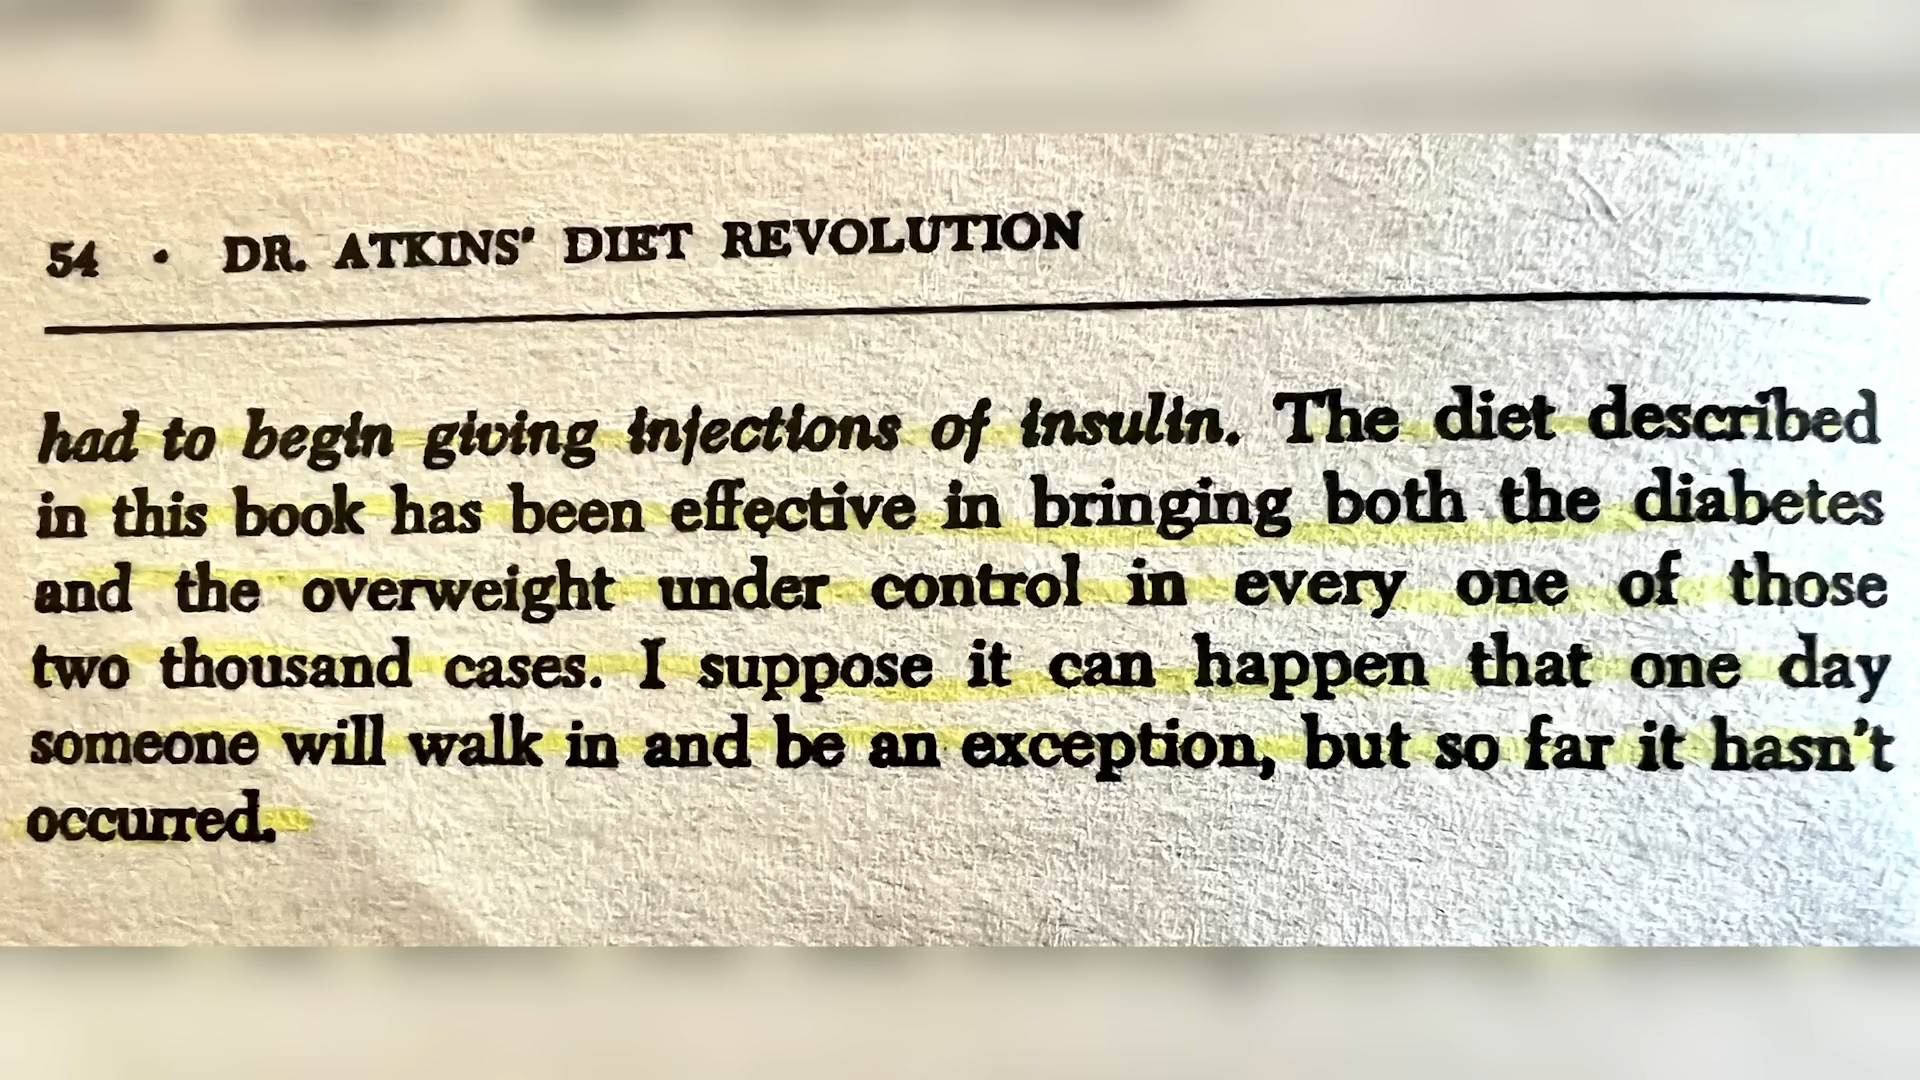 54 • DR. ATKINS' DIET REVOLUTION
had to begin giving injections of insulin. The diet described
in this book has been effective in bringing both the diabetes
and the overweight under control in every one of those
two thousand cases. I suppose it can happen that one day
someone will walk in and be an exception, but so far it hasn't
occurred.